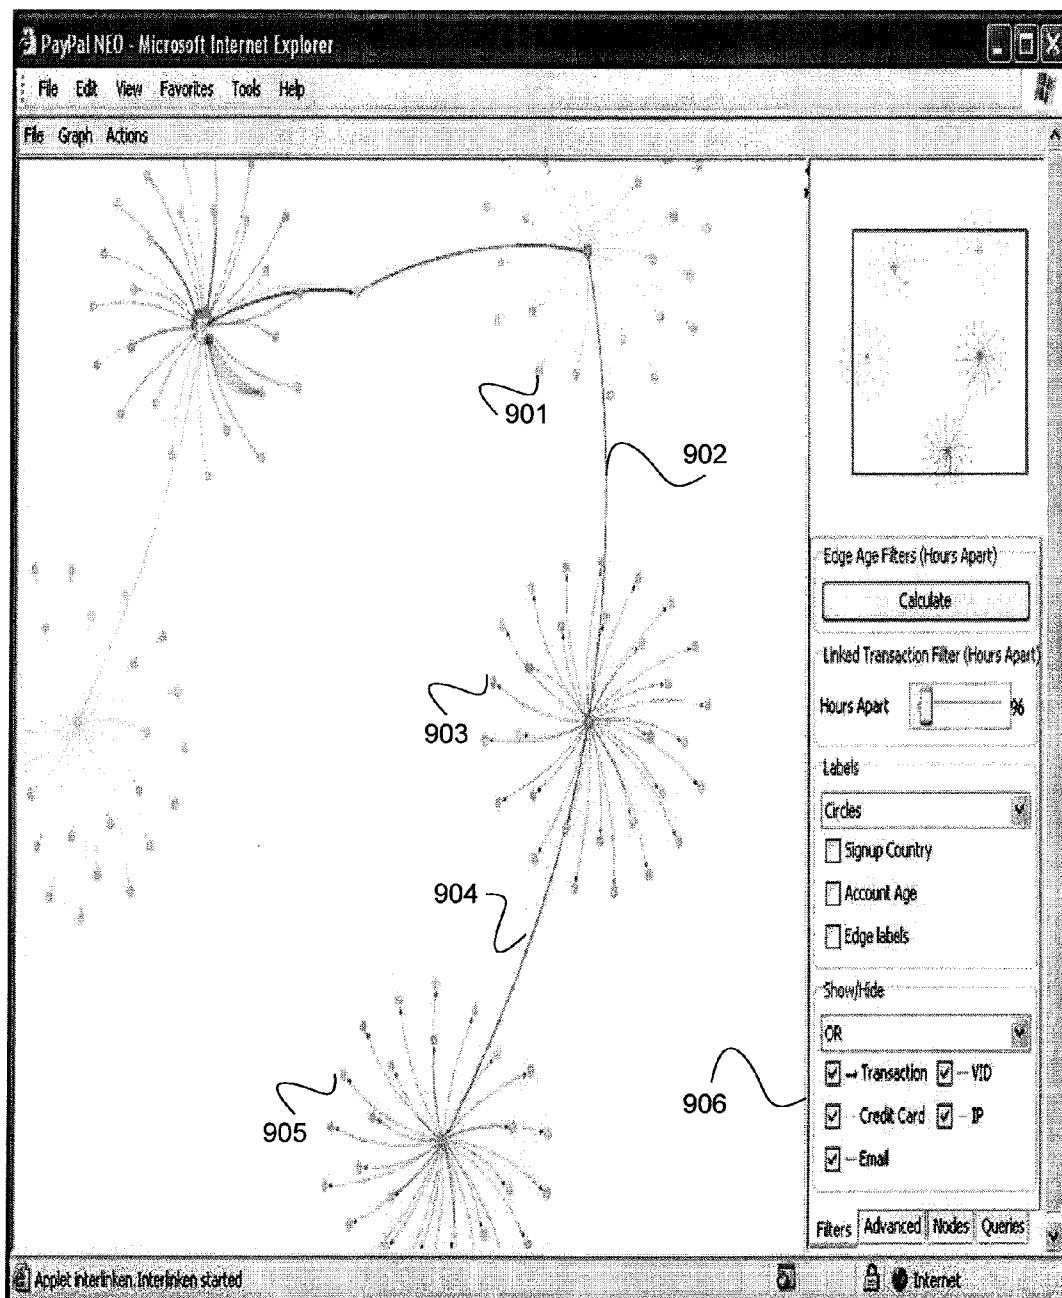 PayPal NEO - Microsoft Internet Explorer
File Edit View Favorites Tools Help
File Graph Actions
901
902
903
904
905
906
Edge Age Filters (Hours Apart)
Calculate
Linked Transaction Filter (Hours Apart)
Hours Apart 96
Labels
Circles
Signup Country
Account Age
Edge labels
Show/Hide
OR
Transaction VID
Credit Card IP
Email
Filters Advanced Nodes Queries
Applet interlinken.Interlinken started Internet